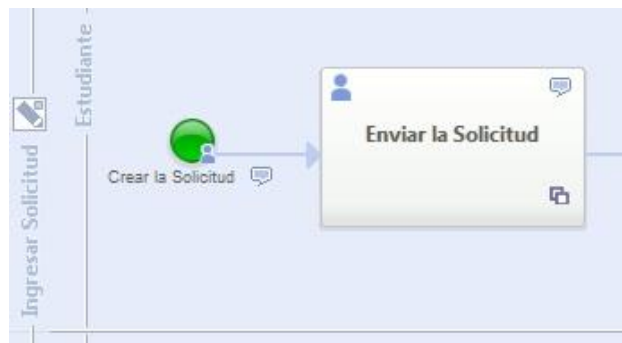 Ingresar Solicitud
Estudiante
Crear la Solicitud
Enviar la Solicitud